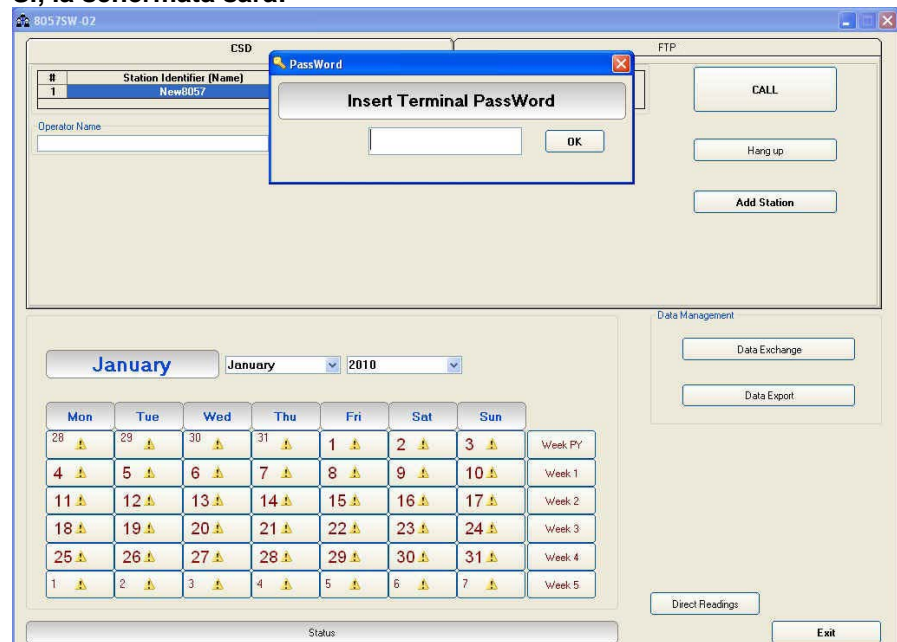 8057SW-02
CSD
FTP
PassWord
# Station Identifier (Name)
1 New8057
Insert Terminal PassWord
OK
CALL
Operator Name
Hang up
Add Station
Data Management
Data Exchange
Data Export
January
January 2010
Mon Tue Wed Thu Fri Sat Sun
28 29 30 31 1 2 3 Week PY
4 5 6 7 8 9 10 Week 1
11 12 13 14 15 16 17 Week 2
18 19 20 21 22 23 24 Week 3
25 26 27 28 29 30 31 Week 4
1 2 3 4 5 6 7 Week 5
Direct Readings
Status
Exit